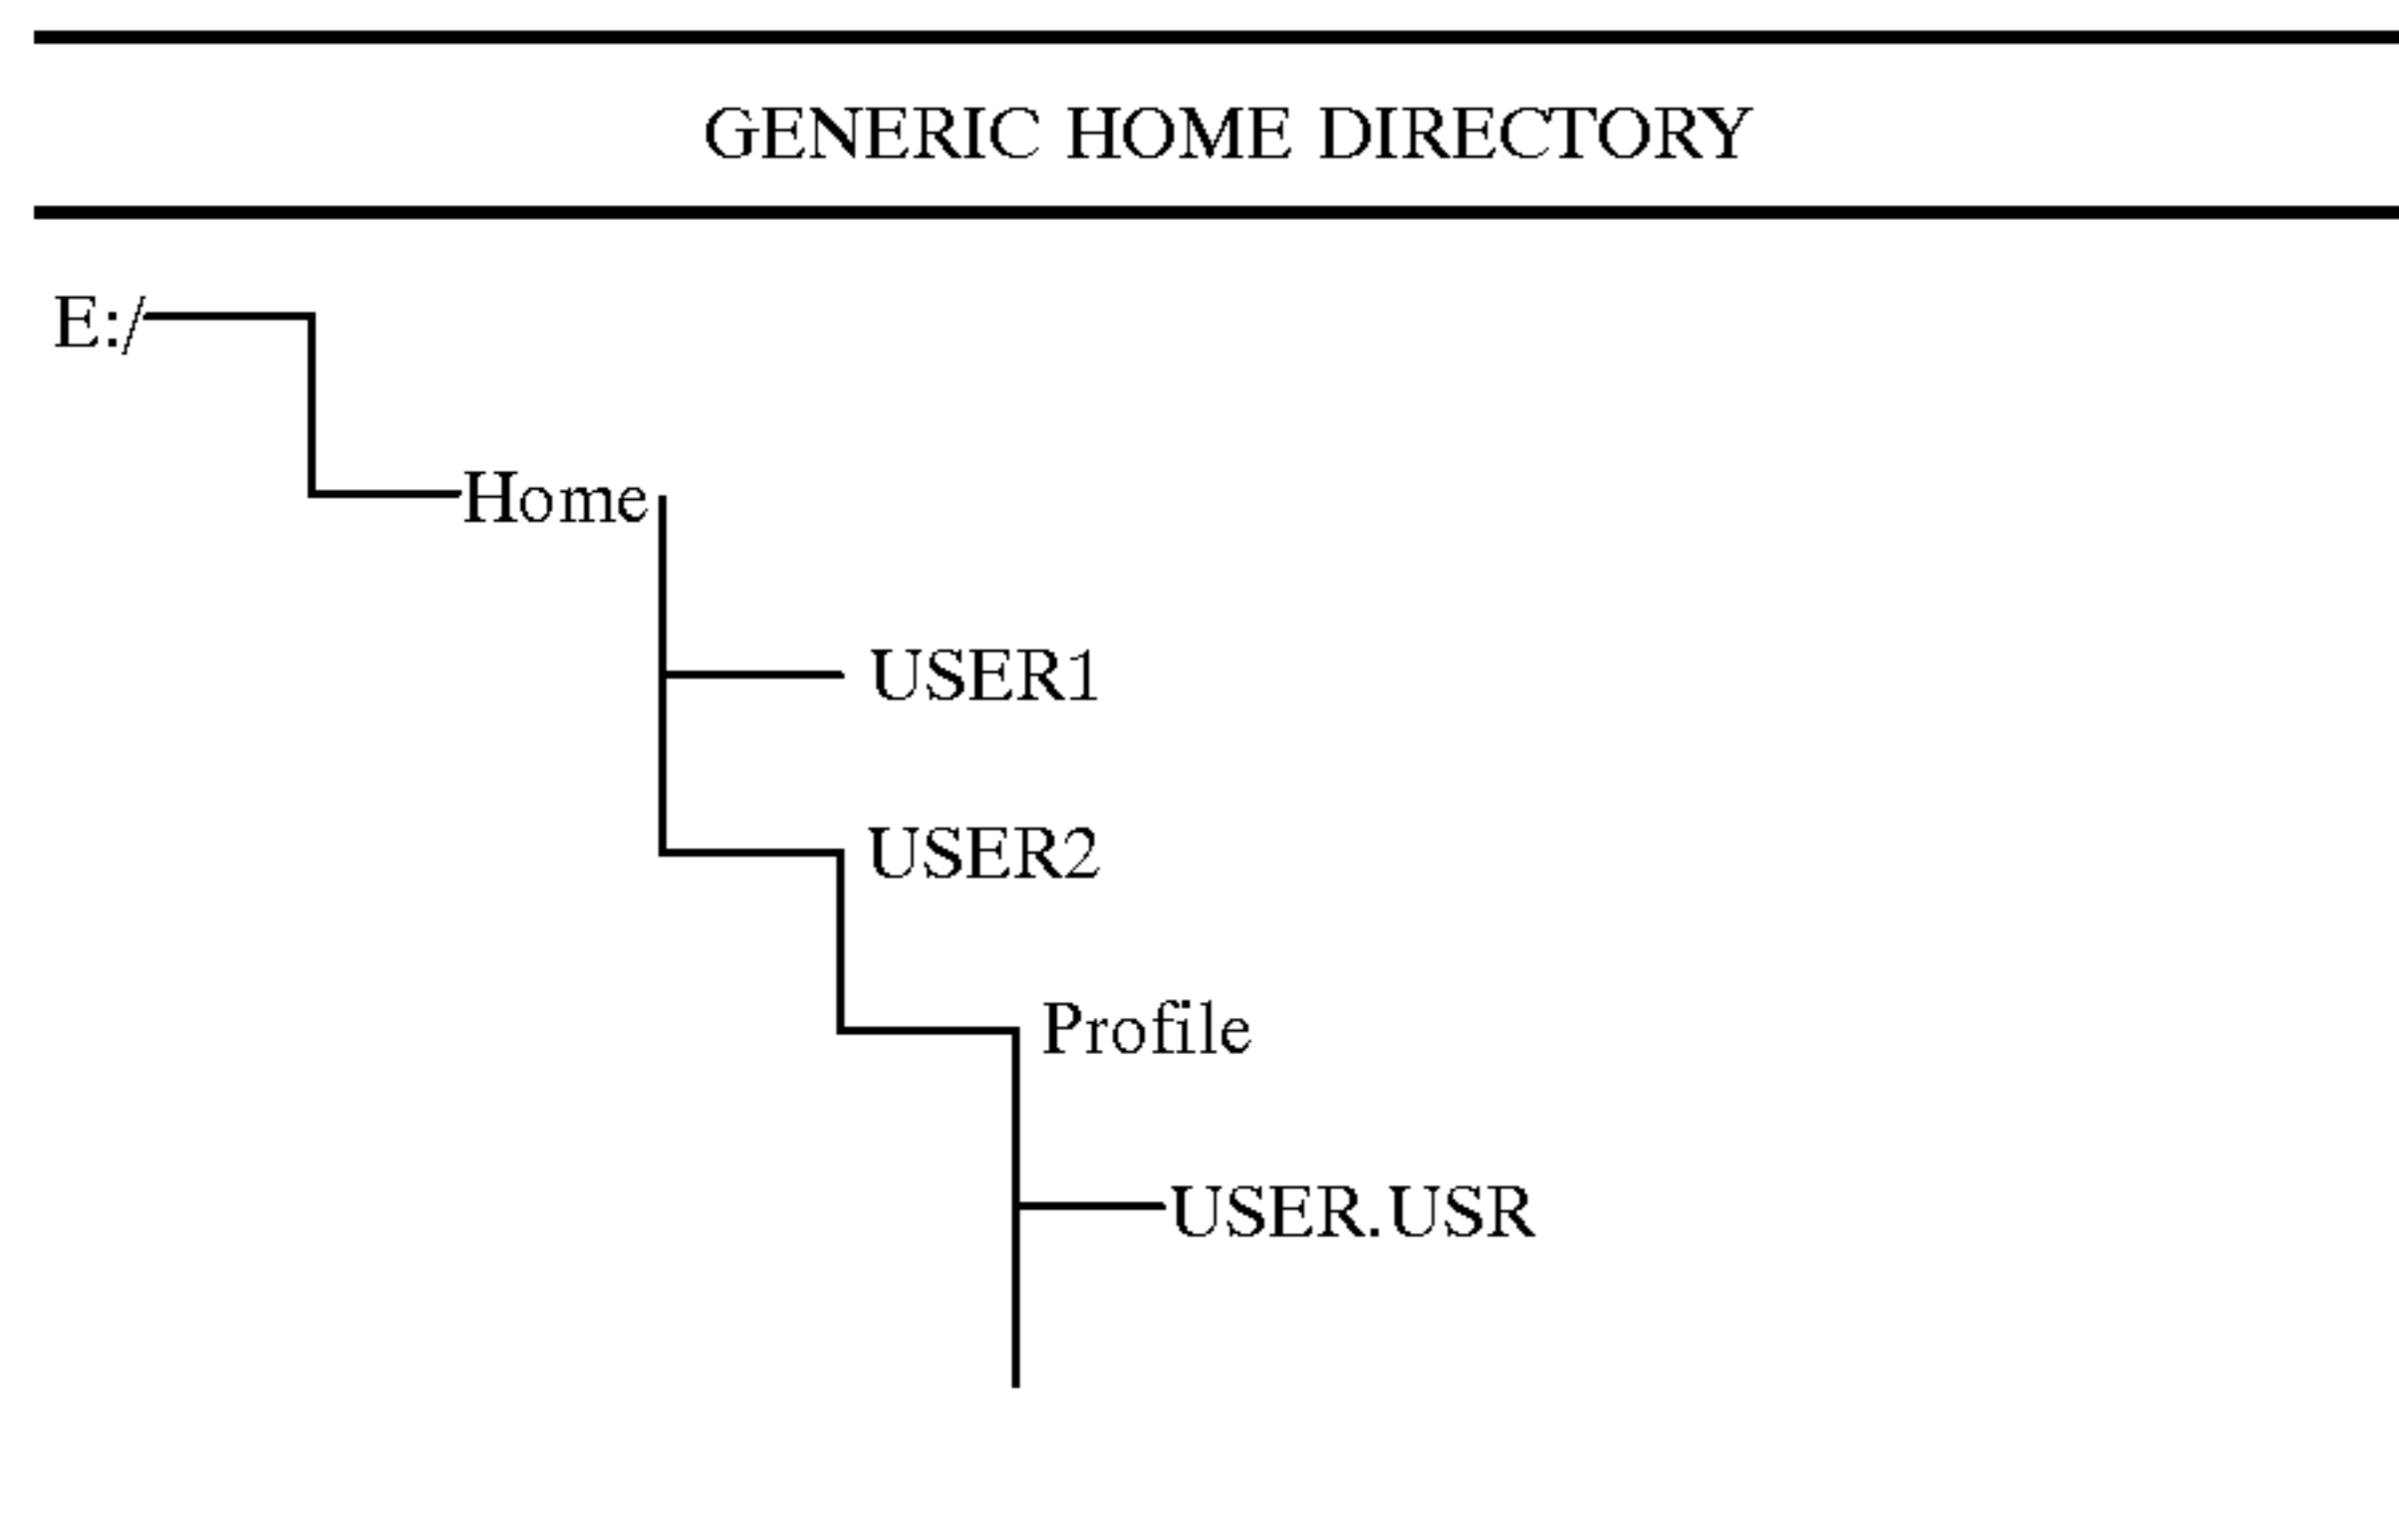 GENERIC HOME DIRECTORY
E:/
Home
USER1
USER2
Profile
USER.USR